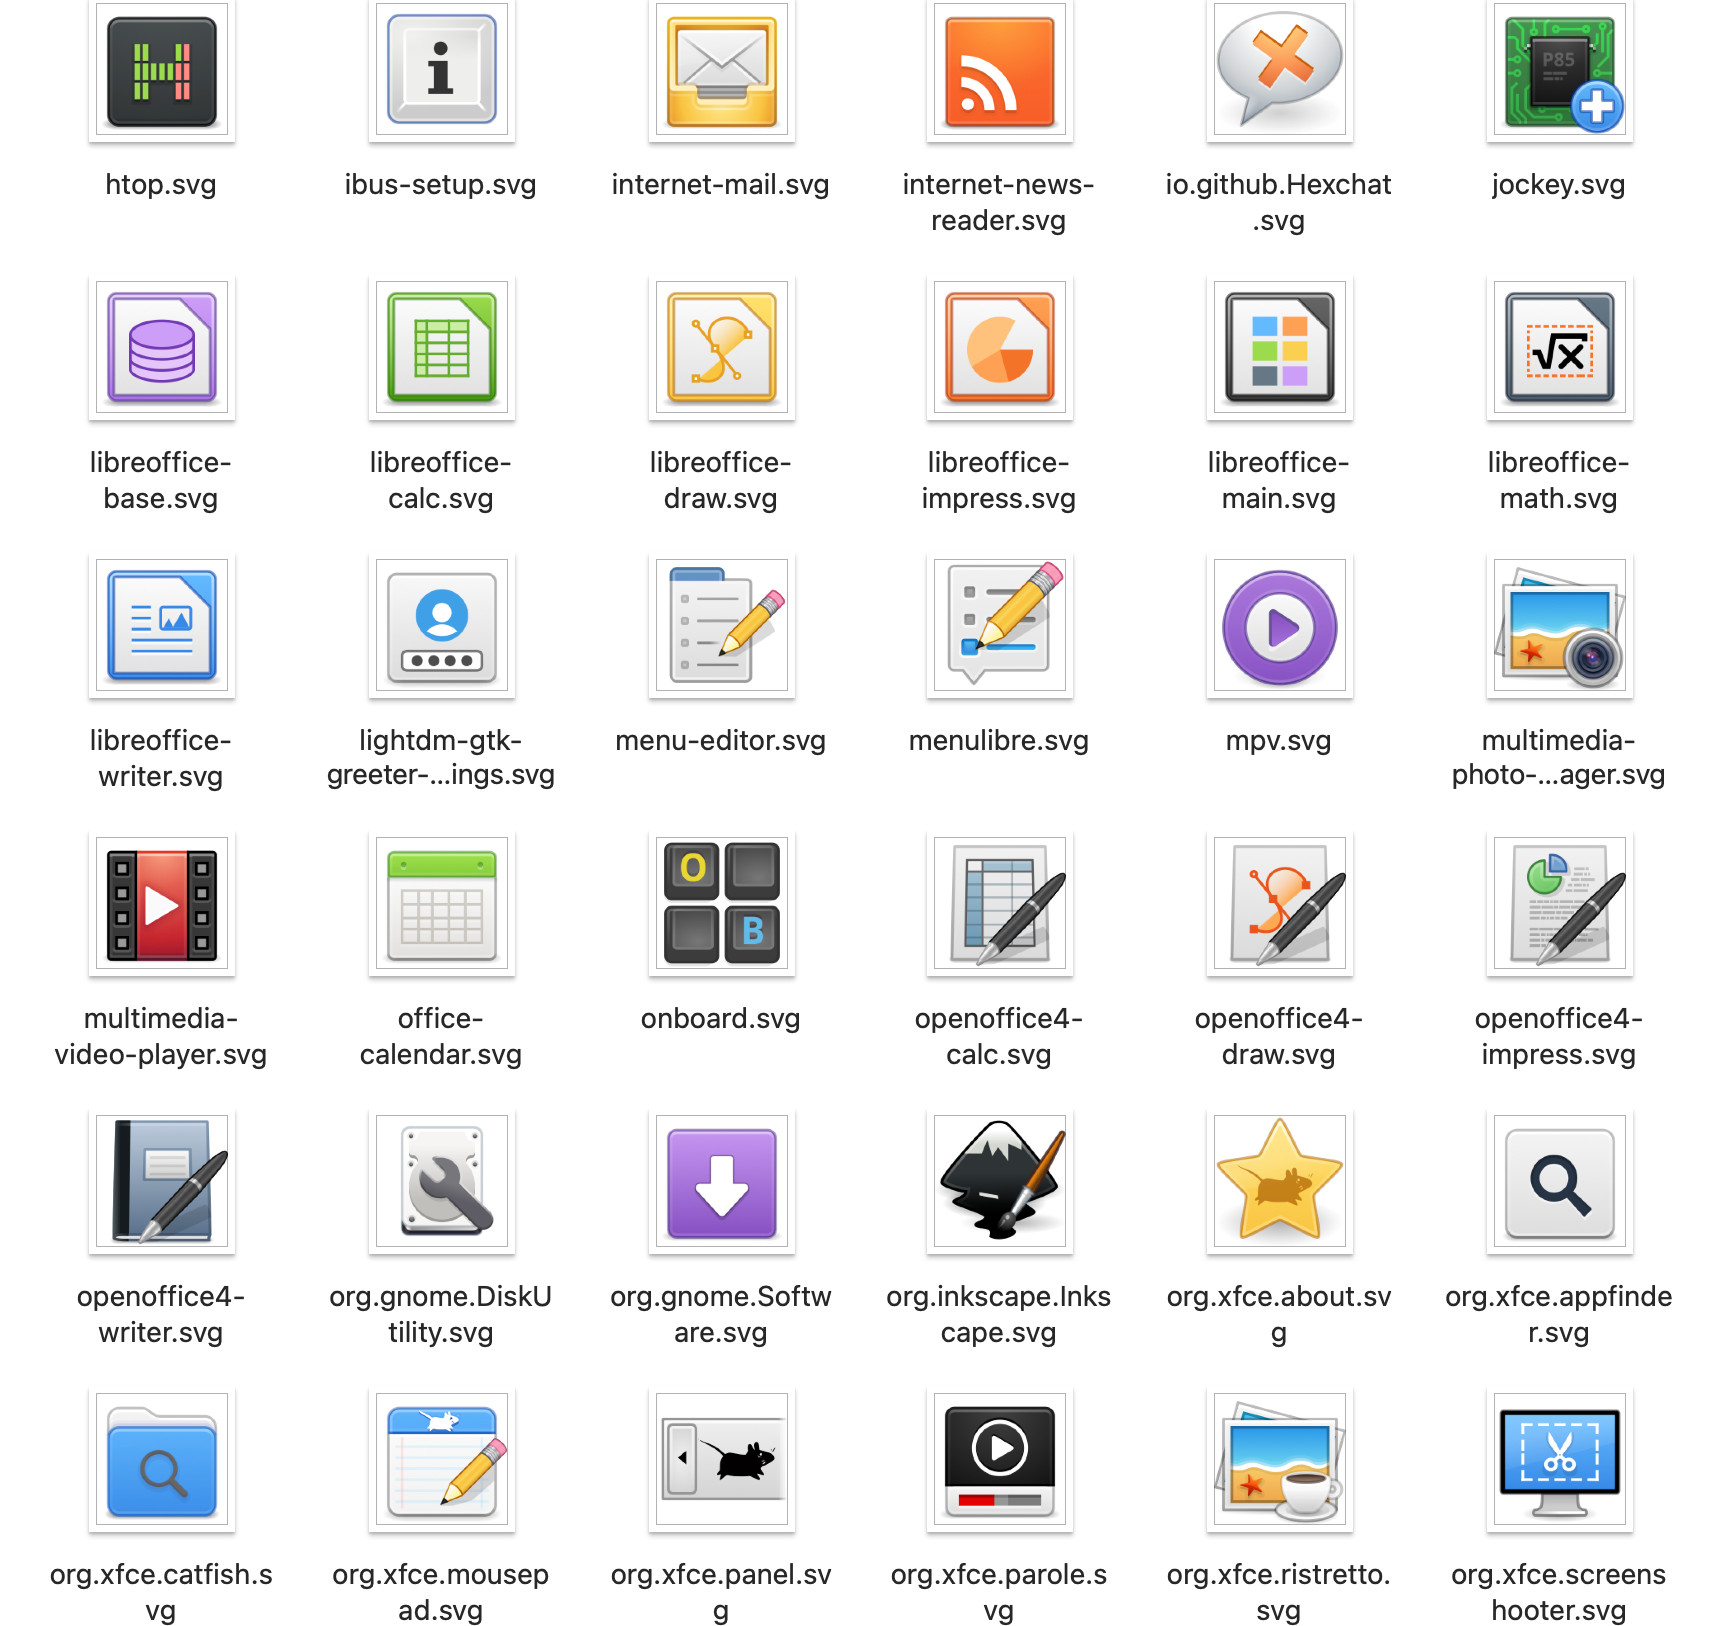 P85
htop.svg
ibus-setup.svg
internet-mail.svg
internet-news-
reader.svg
io.github.Hexchat
.svg
jockey.svg
libreoffice-
base.svg
libreoffice-
calc.svg
libreoffice-
draw.svg
libreoffice-
impress.svg
libreoffice-
main.svg
√x
libreoffice-
math.svg
libreoffice-
writer.svg
lightdm-gtk-
greeter-...ings.svg
menu-editor.svg
menulibre.svg
mpv.svg
multimedia-
photo-...ager.svg
multimedia-
video-player.svg
office-
calendar.svg
O
B
onboard.svg
openoffice4-
calc.svg
openoffice4-
draw.svg
openoffice4-
impress.svg
openoffice4-
writer.svg
org.gnome.DiskU
tility.svg
org.gnome.Softw
are.svg
org.inkscape.Inks
cape.svg
org.xfce.about.sv
g
org.xfce.appfinde
r.svg
org.xfce.catfish.s
vg
org.xfce.mousep
ad.svg
org.xfce.panel.sv
g
org.xfce.parole.s
vg
org.xfce.ristretto.
svg
org.xfce.screens
hooter.svg